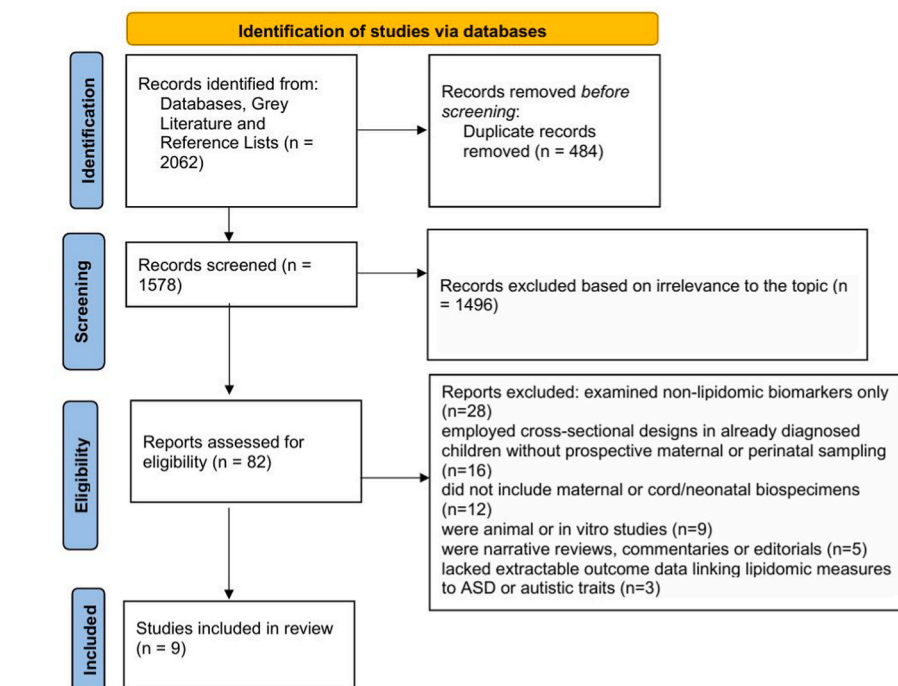 Identification of studies via databases
Identification
Records identified from:
Databases, Grey
Literature and
Reference Lists (n =
2062)
Records removed before
screening:
Duplicate records
removed (n = 484)
Screening
Records screened (n =
1578)
Records excluded based on irrelevance to the topic (n
= 1496)
Eligibility
Reports assessed for
eligibility (n = 82)
Reports excluded: examined non-lipidomic biomarkers only
(n=28)
employed cross-sectional designs in already diagnosed
children without prospective maternal or perinatal sampling
(n=16)
did not include maternal or cord/neonatal biospecimens
(n=12)
were animal or in vitro studies (n=9)
were narrative reviews, commentaries or editorials (n=5)
lacked extractable outcome data linking lipidomic measures
to ASD or autistic traits (n=3)
Included
Studies included in review
(n = 9)